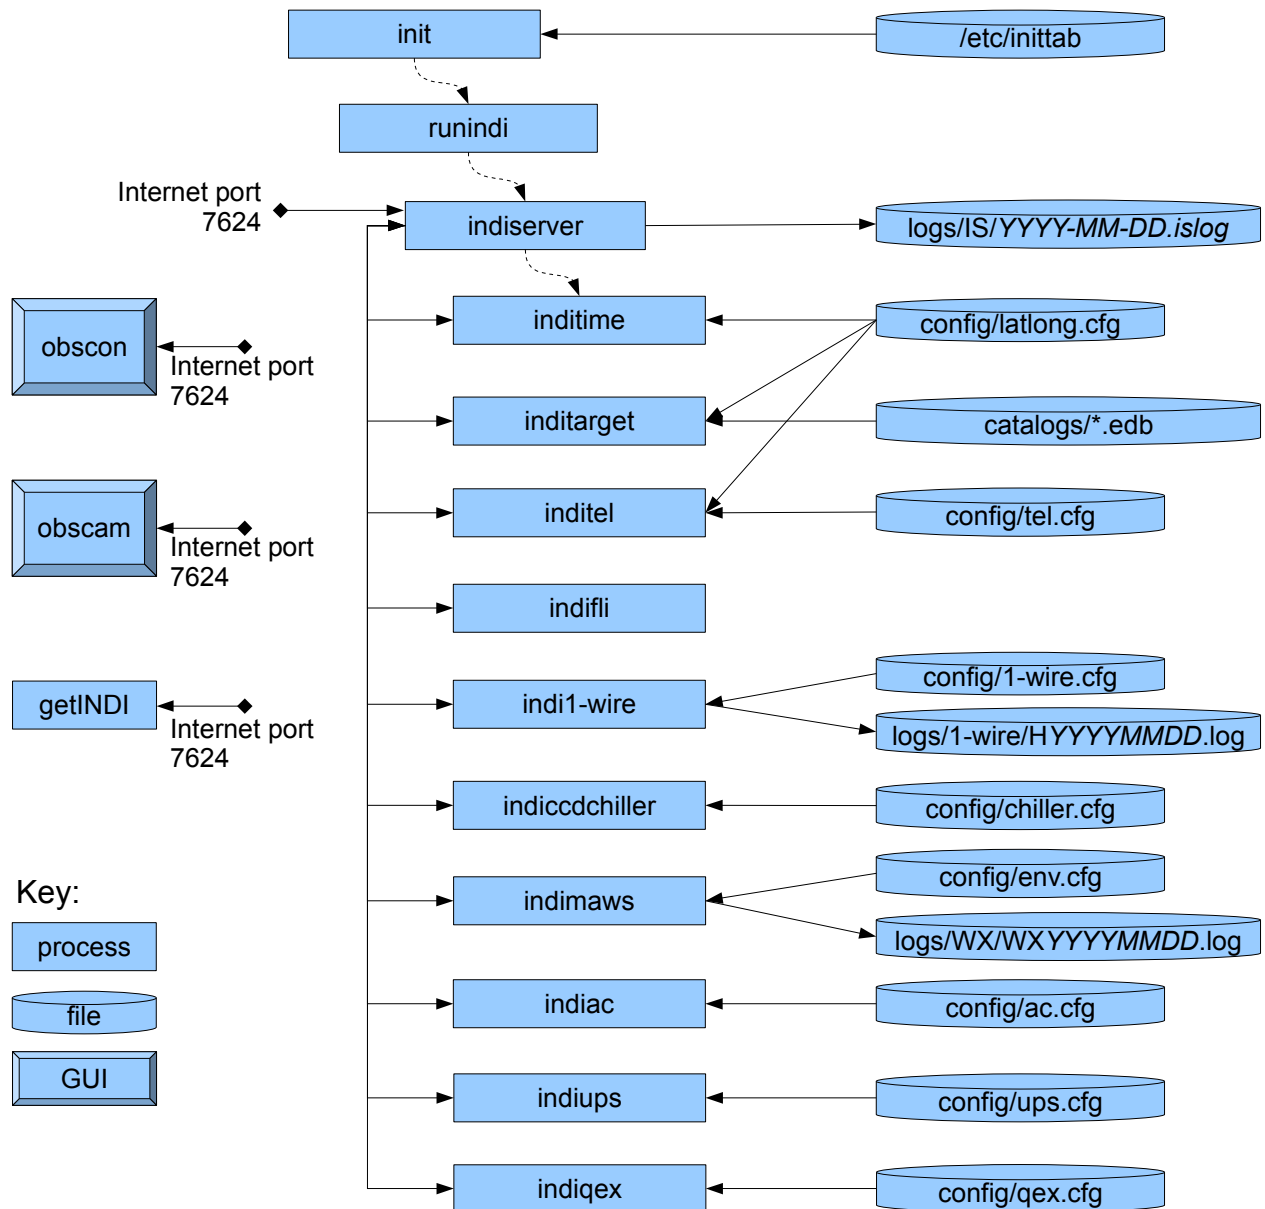 init
/etc/inittab
runindi
Internet port
7624
indiserver
logs/IS/YYYY-MM-DD.islog
inditime
config/latlong.cfg
obscon
Internet port
7624
inditarget
catalogs/*.edb
obscam
Internet port
7624
inditel
config/tel.cfg
indifli
getINDI
Internet port
7624
indi1-wire
config/1-wire.cfg
logs/1-wire/HYYYYMMDD.log
indiccdchiller
config/chiller.cfg
indimaws
config/env.cfg
logs/WX/WXYYYYMMDD.log
Key:
process
file
GUI
indiac
config/ac.cfg
indiups
config/ups.cfg
indiqex
config/qex.cfg